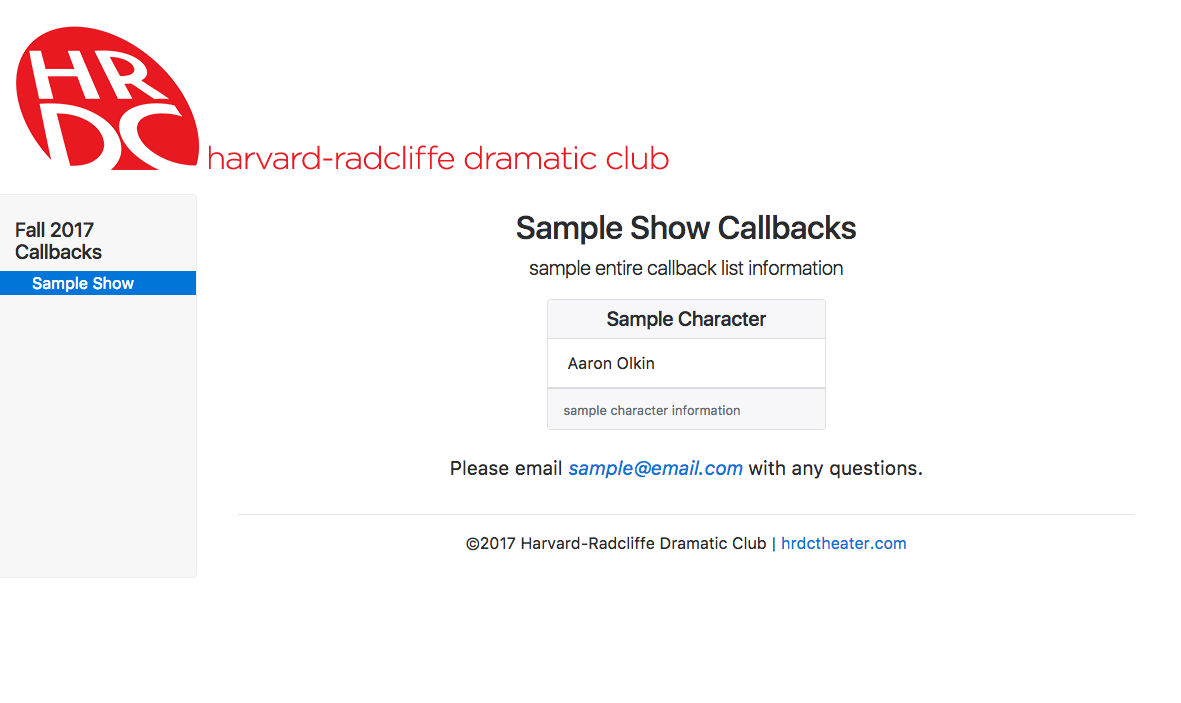 HR
DC
harvard-radcliffe dramatic club
Fall 2017
Callbacks
Sample Show
Sample Show Callbacks
sample entire callback list information
Sample Character
Aaron Olkin
sample character information
Please email sample@email.com with any questions.
©2017 Harvard-Radcliffe Dramatic Club | hrdctheater.com